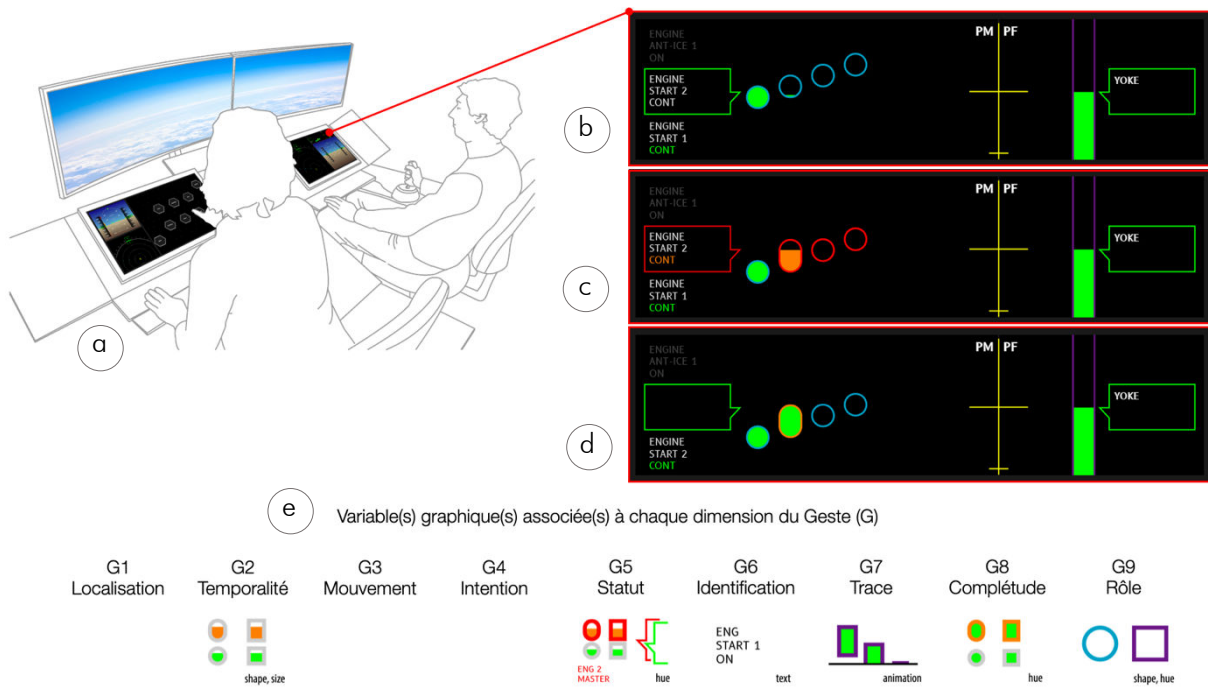 a
b
ENGINE
ANT-ICE 1
ON
ENGINE
START 2
CONT
ENGINE
START 1
CONT
PM PF
YOKE
c
ENGINE
ANT-ICE 1
ON
ENGINE
START 2
CONT
ENGINE
START 1
CONT
PM PF
YOKE
d
ENGINE
ANT-ICE 1
ON
ENGINE
START 2
CONT
PM PF
YOKE
e
Variable(s) graphique(s) associée(s) à chaque dimension du Geste (G)
G1
Localisation
G2
Temporalité
shape, size
G3
Mouvement
G4
Intention
G5
Statut
ENG 2
MASTER
hue
G6
Identification
ENG
START 1
ON
text
G7
Trace
animation
G8
Complétude
hue
G9
Rôle
shape, hue